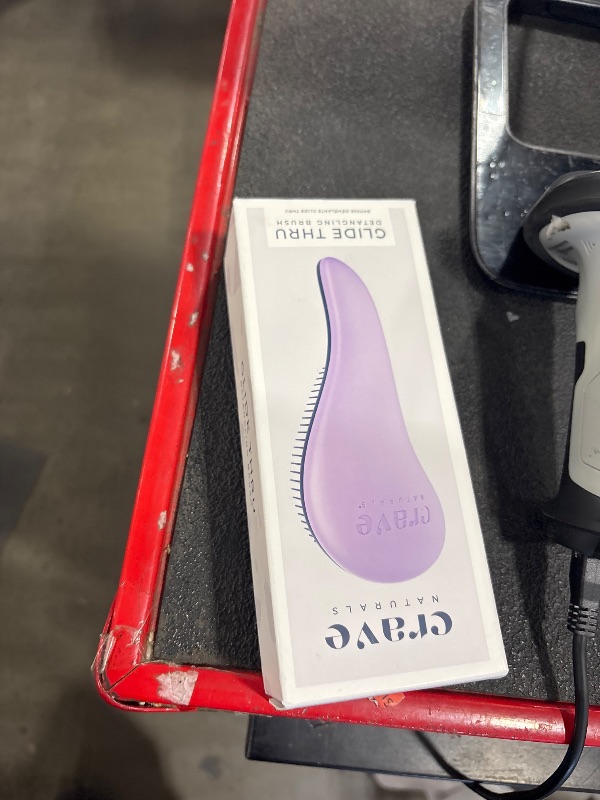 crave
NATURALS
crave
NATURALS®
GLIDE THRU
DETANGLING BRUSH